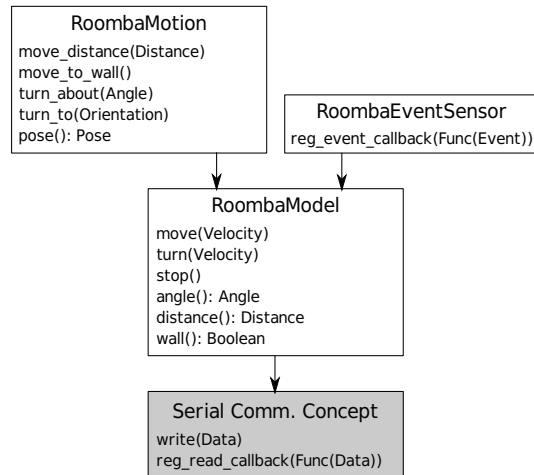 RoombaMotion
move_distance(Distance)
move_to_wall()
turn_about(Angle)
turn_to(Orientation)
pose(): Pose
RoombaEventSensor
reg_event_callback(Func(Event))
RoombaModel
move(Velocity)
turn(Velocity)
stop()
angle(): Angle
distance(): Distance
wall(): Boolean
Serial Comm. Concept
write(Data)
reg_read_callback(Func(Data))